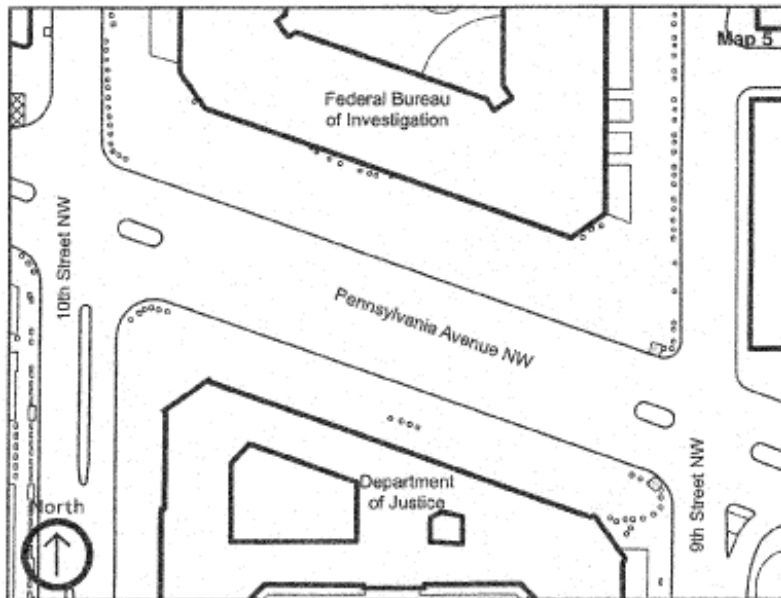 Map 5
Federal Bureau
of Investigation
10th Street NW
Pennsylvania Avenue NW
Department
of Justice
9th Street NW
North